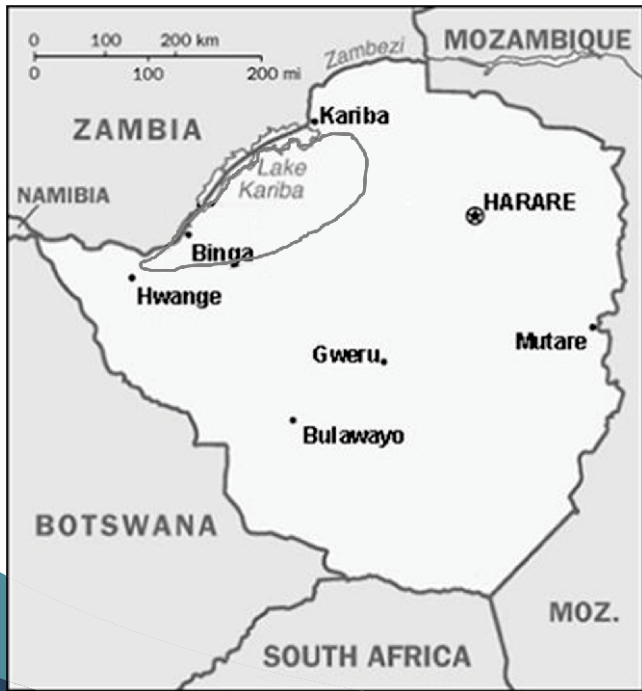 0 100 200 km
0 100 200 mi
Zambezi
MOZAMBIQUE
ZAMBIA
Kariba
Lake
Kariba
NAMIBIA
HARARE
Binga
Hwange
Mutare
Gweru
Bulawayo
BOTSWANA
MOZ.
SOUTH AFRICA